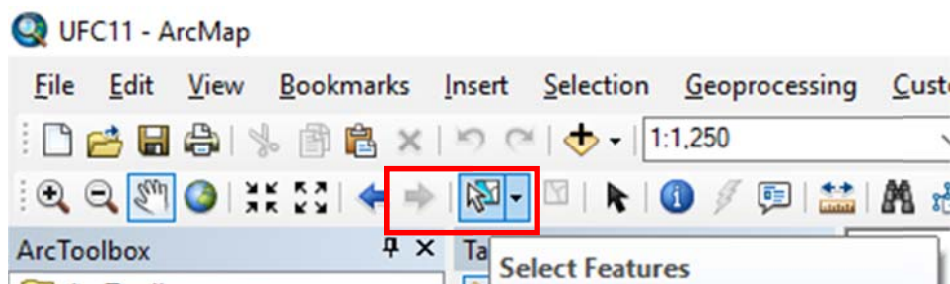 UFC11 - ArcMap
File Edit View Bookmarks Insert Selection Geoprocessing
1:1,250
ArcToolbox
Select Features